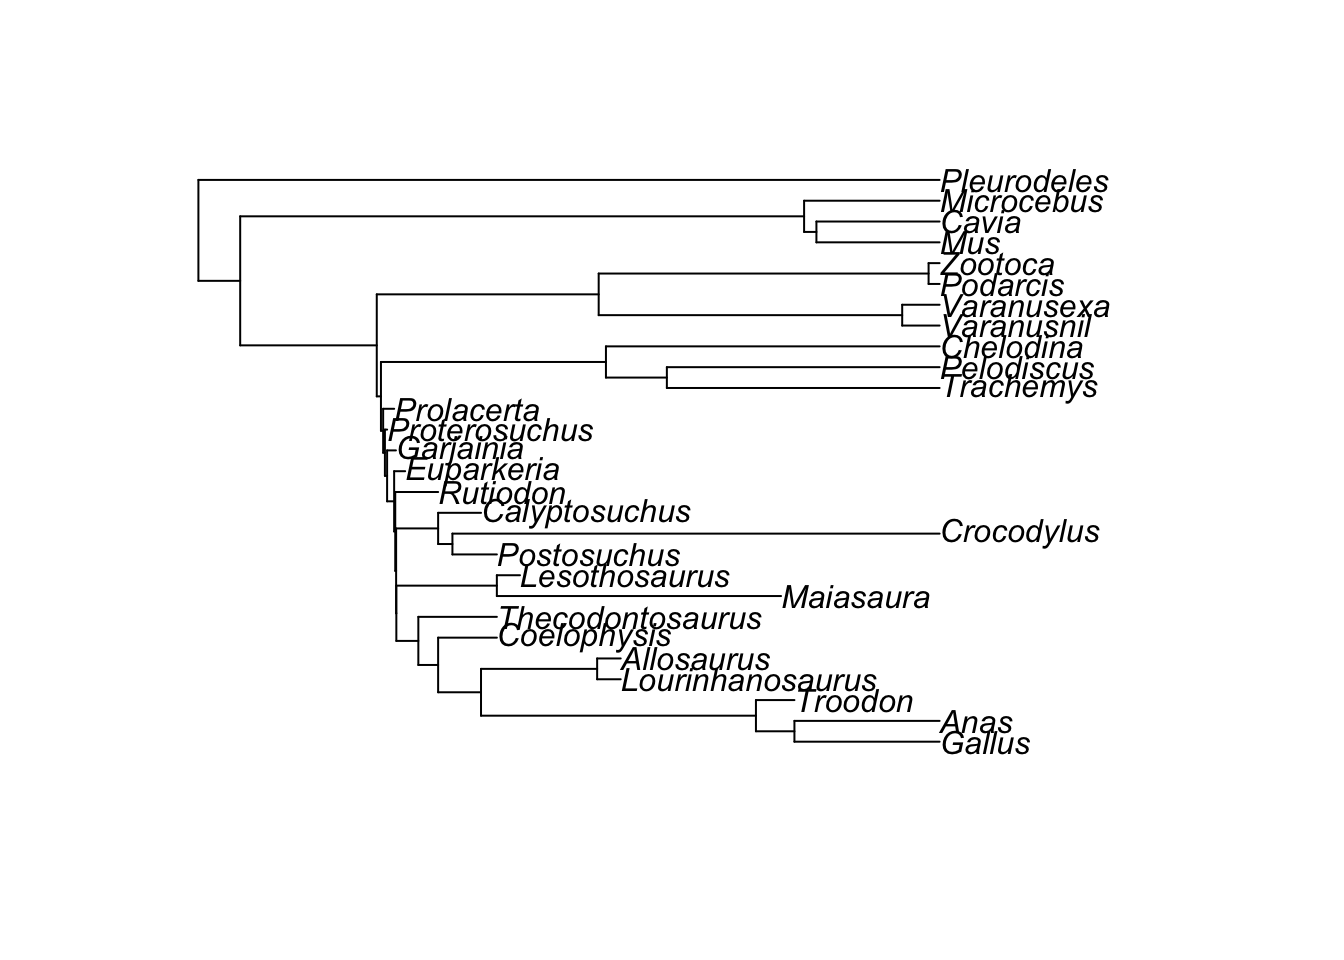 Pleurodeles
Microcebus
Cavia
Mus
Zootoca
Podarcis
Varanusexa
Varanusnil
Chelodina
Pelodiscus
Trachemys
Prolacerta
Proterosuchus
Garjainia
Euparkeria
Rutiodon
Calyptosuchus
Crocodylus
Postosuchus
Lesothosaurus
Maiasaura
Thecodontosaurus
Coelophysis
Allosaurus
Lourinhanosaurus
Troodon
Anas
Gallus